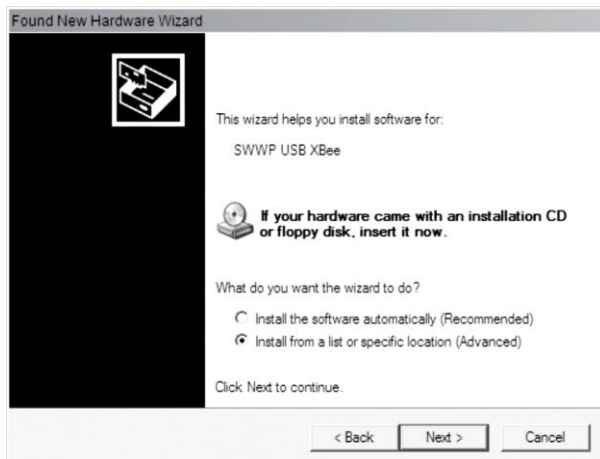 Found New Hardware Wizard
This wizard helps you install software for:
SWWP USB XBee
If your hardware came with an installation CD
or floppy disk, insert it now.
What do you want the wizard to do?
Install the software automatically (Recommended)
Install from a list or specific location (Advanced)
Click Next to continue.
< Back Next > Cancel